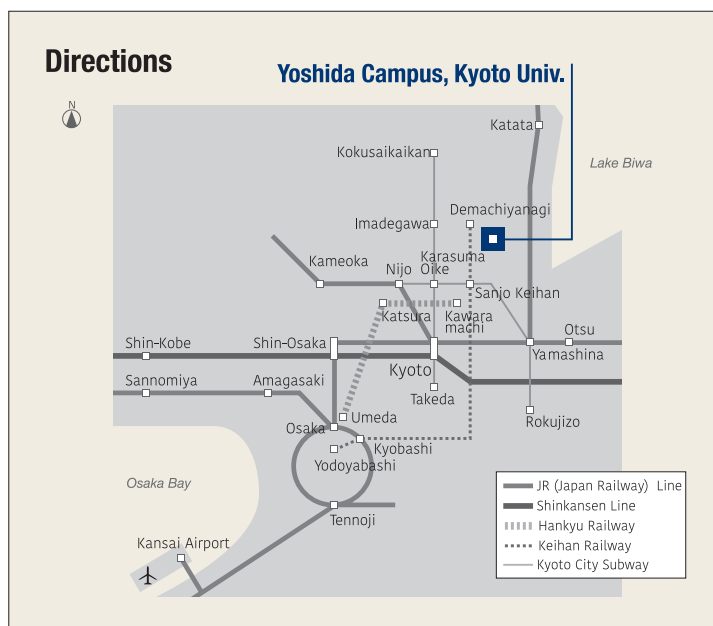 Directions
Yoshida Campus, Kyoto Univ.
N
Katata
Kokusaikaikan
Lake Biwa
Demachiyanagi
Imadegawa
Karasuma
Oike
Kameoka
Nijo
Sanjo Keihan
Katsura
Kawara
machi
Otsu
Shin-Kobe
Shin-Osaka
Yamashina
Kyoto
Sannomiya
Amagasaki
Takeda
Umeda
Rokujizo
Osaka
Kyobashi
Yodoyabashi
Osaka Bay
Tennoji
Kansai Airport
JR (Japan Railway) Line
Shinkansen Line
Hankyu Railway
Keihan Railway
Kyoto City Subway